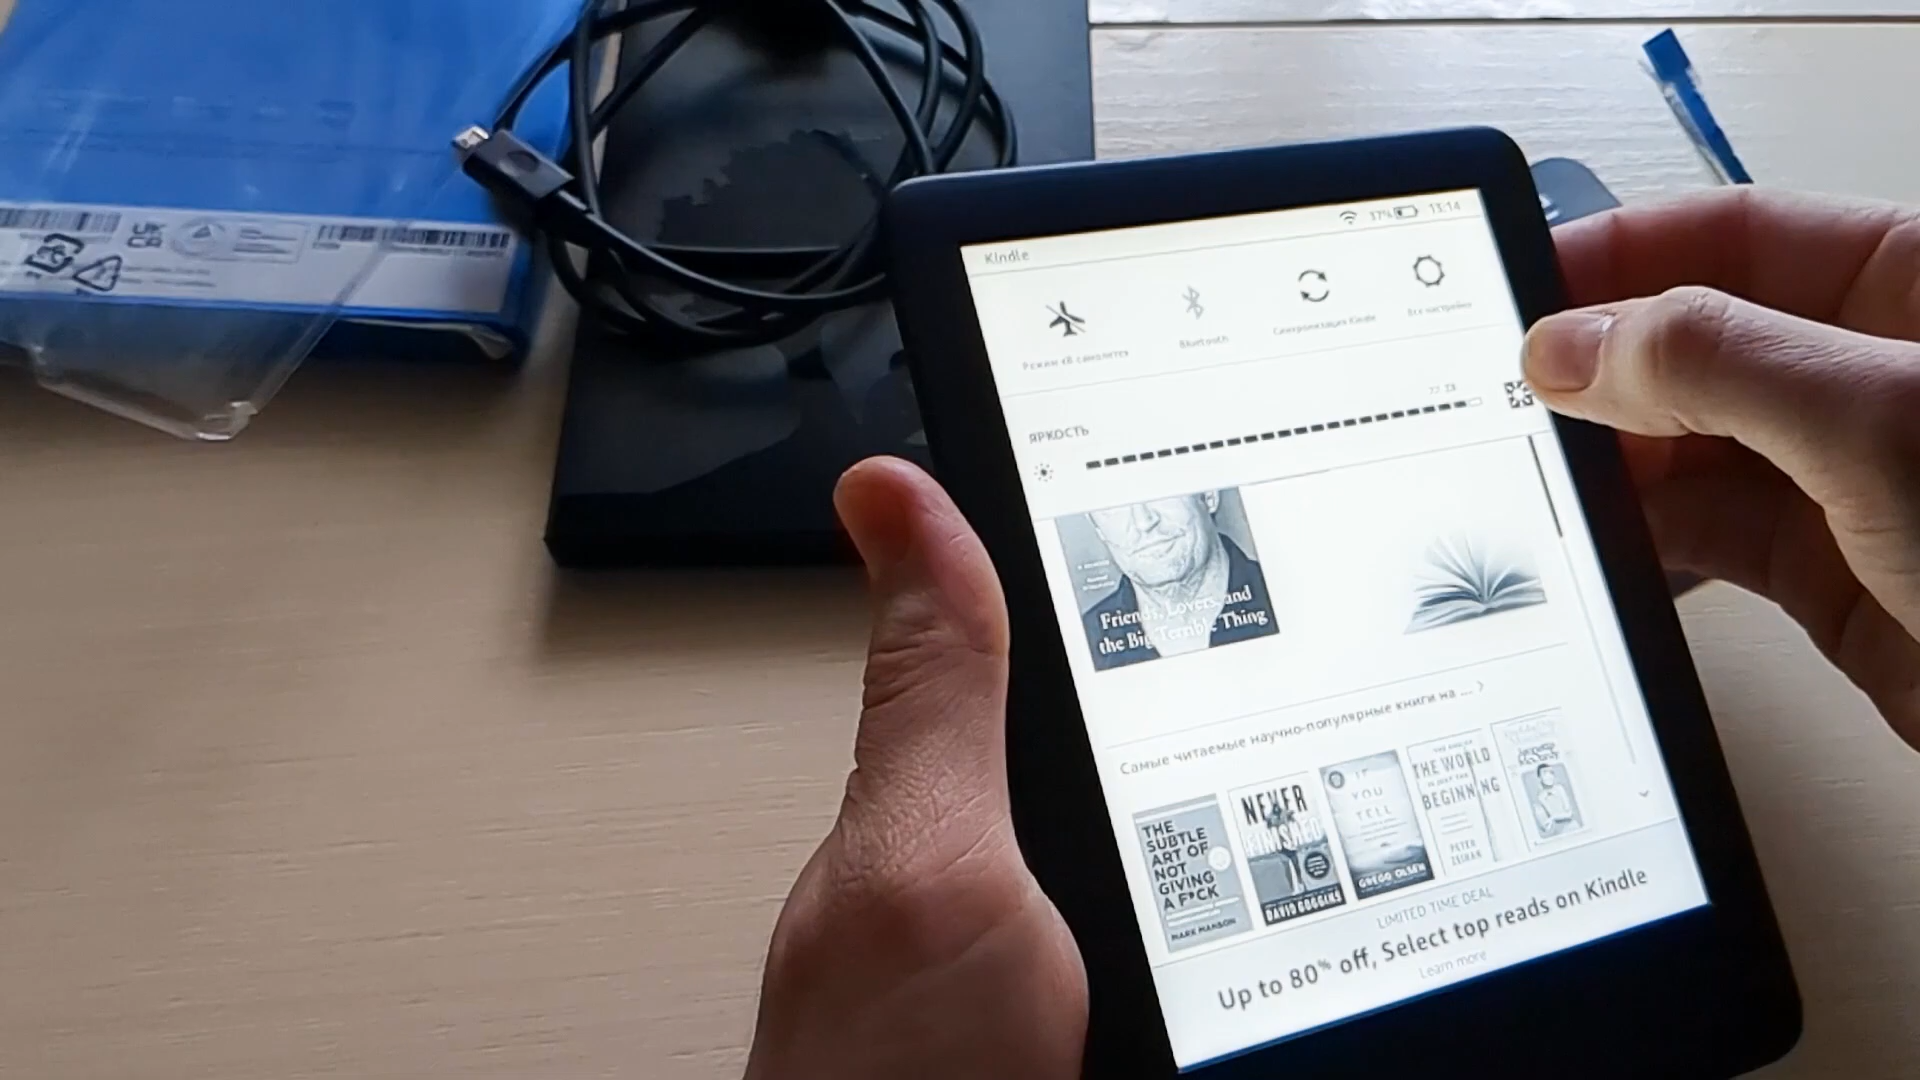 37% 13:14
Kindle
Режим «В самолете»
Bluetooth
Синхронизация Kindle
Все настройки
ЯРКОСТЬ
Friends, Lovers, and
the Big Terrible Thing
Самые читаемые научно-популярные книги на ...
THE
SUBTLE
ART OF
NOT
GIVING
A F*CK
MARK MANSON
NEVER
FINISHED
DAVID GOGGINS
IF
YOU
TELL
GREGG OLSEN
THE WORLD
BEGINNING
PETER
ZEIHAN
LIMITED TIME DEAL
Up to 80% off, Select top reads on Kindle
Learn more